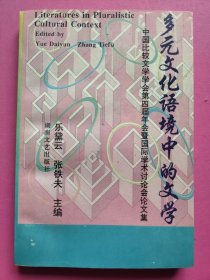 Literatures in Pluralistic
Cultural Context
Edited by
Yue Daiyun Zhang Tiefu
多元文化语境中的文学
中国比较文学学会第四届年会暨国际学术讨论会论文集
乐黛云 张铁夫 主编
湖南文艺出版社